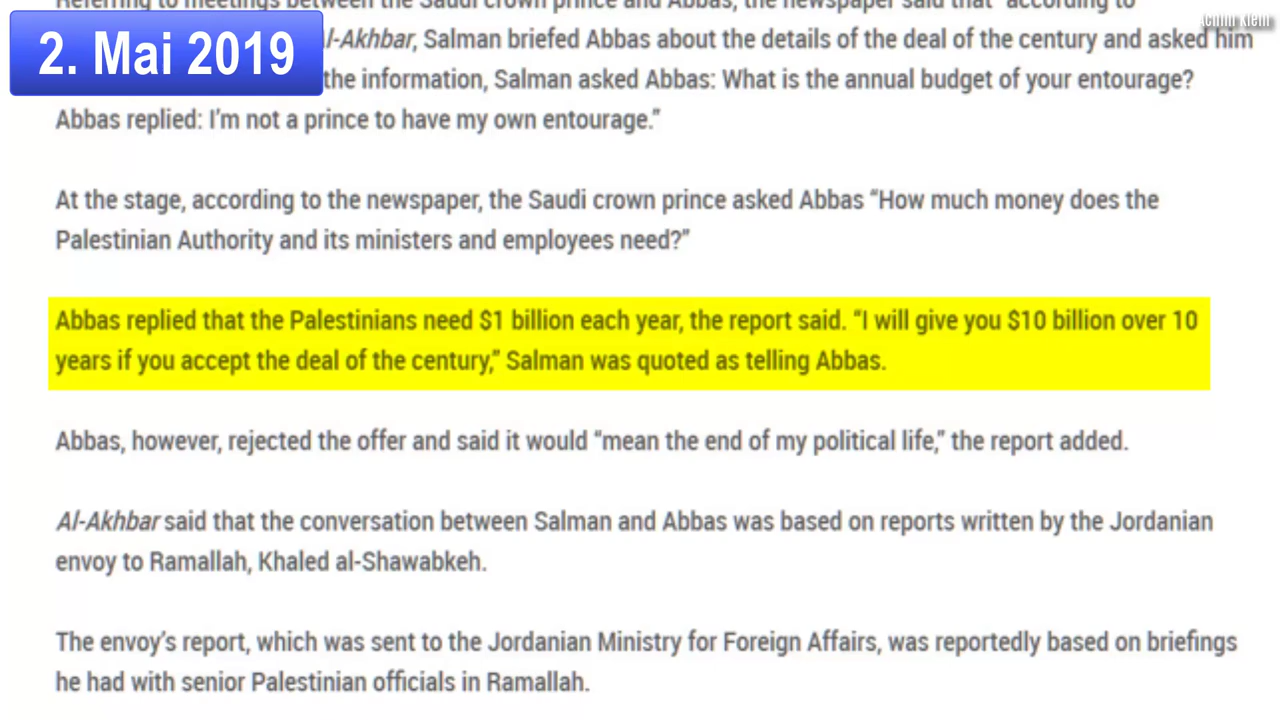 Referring to meetings between the Saudi crown prince and Abbas, the newspaper said that "according to
Achim Klein
2. Mai 2019
l-Akhbar, Salman briefed Abbas about the details of the deal of the century and asked him
the information, Salman asked Abbas: What is the annual budget of your entourage?
Abbas replied: I'm not a prince to have my own entourage."
At the stage, according to the newspaper, the Saudi crown prince asked Abbas “How much money does the
Palestinian Authority and its ministers and employees need?”
Abbas replied that the Palestinians need $1 billion each year, the report said. “I will give you $10 billion over 10
years if you accept the deal of the century,” Salman was quoted as telling Abbas.
Abbas, however, rejected the offer and said it would “mean the end of my political life,” the report added.
Al-Akhbar said that the conversation between Salman and Abbas was based on reports written by the Jordanian
envoy to Ramallah, Khaled al-Shawabkeh.
The envoy’s report, which was sent to the Jordanian Ministry for Foreign Affairs, was reportedly based on briefings
he had with senior Palestinian officials in Ramallah.